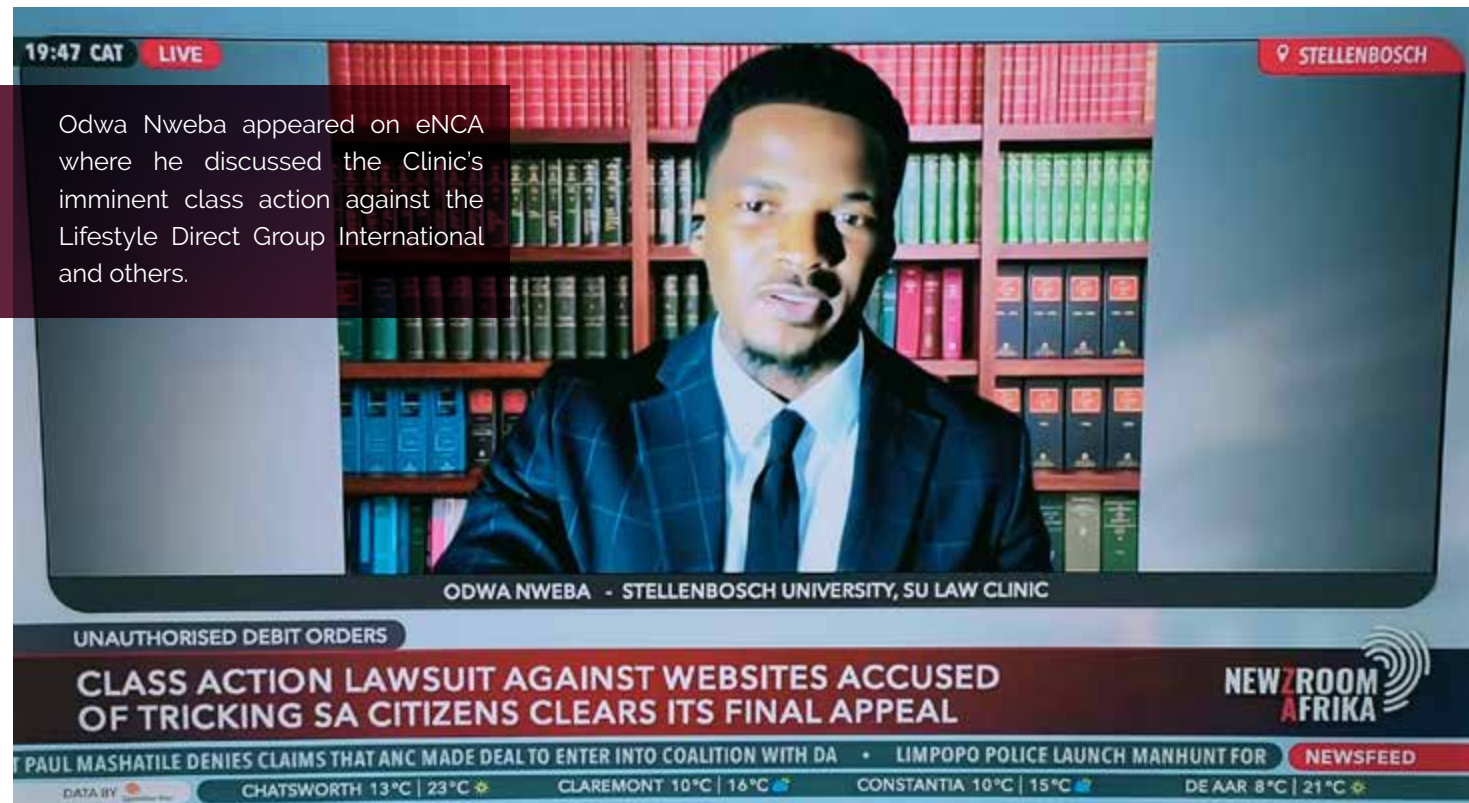 19:47 CAT LIVE
STELLENBOSCH
Odwa Nweba appeared on eNCA
where he discussed the Clinic's
imminent class action against the
Lifestyle Direct Group International
and others.
ODWA NWEBA - STELLENBOSCH UNIVERSITY, SU LAW CLINIC
UNAUTHORISED DEBIT ORDERS
CLASS ACTION LAWSUIT AGAINST WEBSITES ACCUSED
OF TRICKING SA CITIZENS CLEARS ITS FINAL APPEAL
NEWZROOM
AFRIKA
T PAUL MASHATILE DENIES CLAIMS THAT ANC MADE DEAL TO ENTER INTO COALITION WITH DA • LIMPOPO POLICE LAUNCH MANHUNT FOR NEWSFEED
DATA BY CHATSWORTH 13°C | 23°C CLAREMONT 10°C | 16°C CONSTANTIA 10°C | 15°C DE AAR 8°C | 21°C